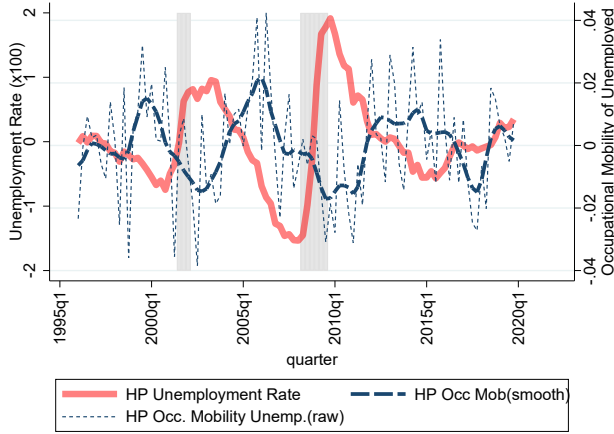 Unemployment Rate (x100)
2
1
0
-1
-2
.04
.02
0
-.02
-.04
Occupational Mobility of Unemployed
1995q1
2000q1
2005q1
2010q1
2015q1
2020q1
quarter
HP Unemployment Rate
HP Occ Mob(smooth)
HP Occ. Mobility Unemp.(raw)